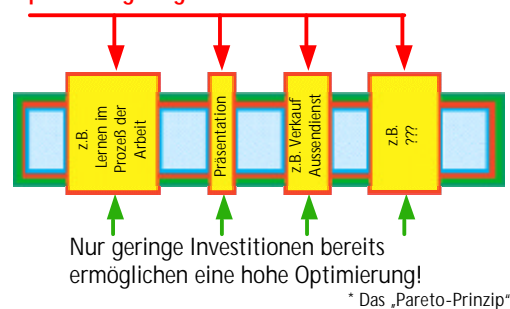 z.B.
Lernen im
Prozeß der
Arbeit
Präsentation
z.B. Verkauf
Aussendienst
z.B.
???
Nur geringe Investitionen bereits
ermöglichen eine hohe Optimierung!
* Das „Pareto-Prinzip"